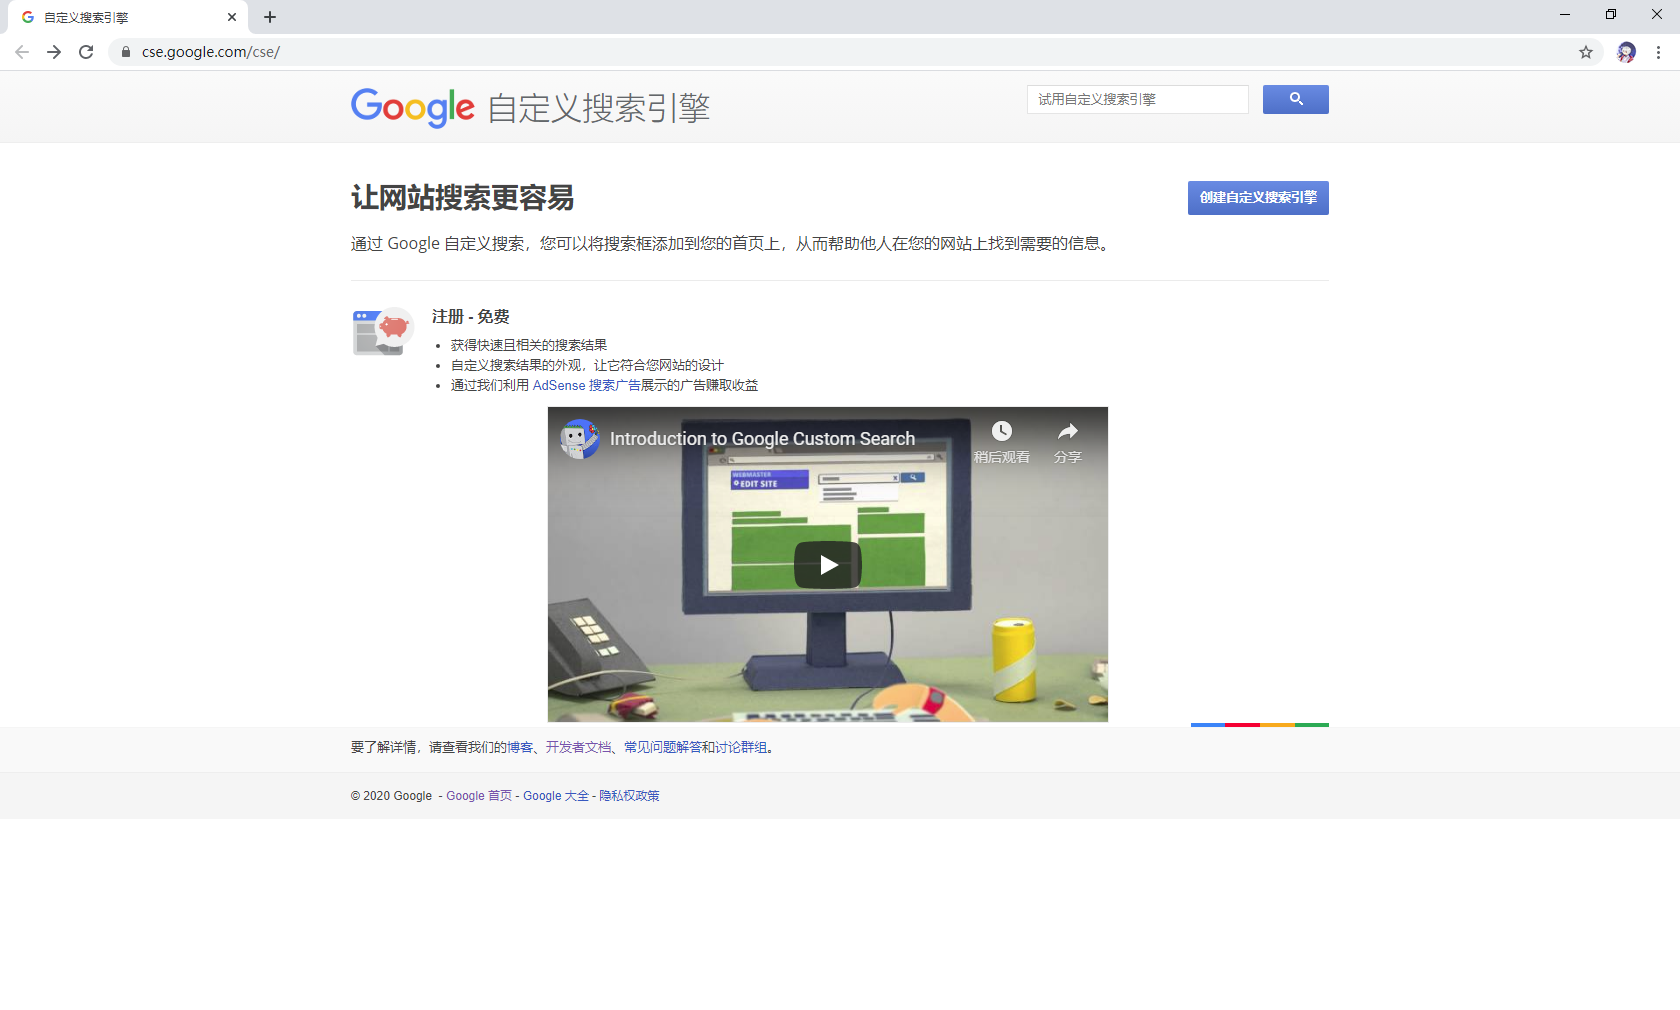 自定义搜索引擎
cse.google.com/cse/
Google 自定义搜索引擎
试用自定义搜索引擎
让网站搜索更容易
创建自定义搜索引擎
通过 Google 自定义搜索，您可以将搜索框添加到您的首页上，从而帮助他人在您的网站上找到需要的信息。
注册 - 免费
获得快速且相关的搜索结果
自定义搜索结果的外观，让它符合您网站的设计
通过我们利用 AdSense 搜索广告展示的广告赚取收益
Introduction to Google Custom Search
稍后观看
分享
WEBMASTER
EDIT SITE
要了解详情，请查看我们的博客、开发者文档、常见问题解答和讨论群组。
© 2020 Google - Google 首页 - Google 大全 - 隐私权政策